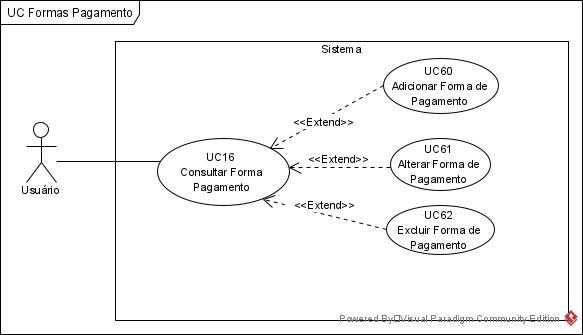 UC Formas Pagamento
Sistema
UC60
Adicionar Forma de
Pagamento
<<Extend>>
UC16
Consultar Forma
Pagamento
<<Extend>>
UC61
Alterar Forma de
Pagamento
Usuário
<<Extend>>
UC62
Excluir Forma de
Pagamento
Powered By Visual Paradigm Community Edition